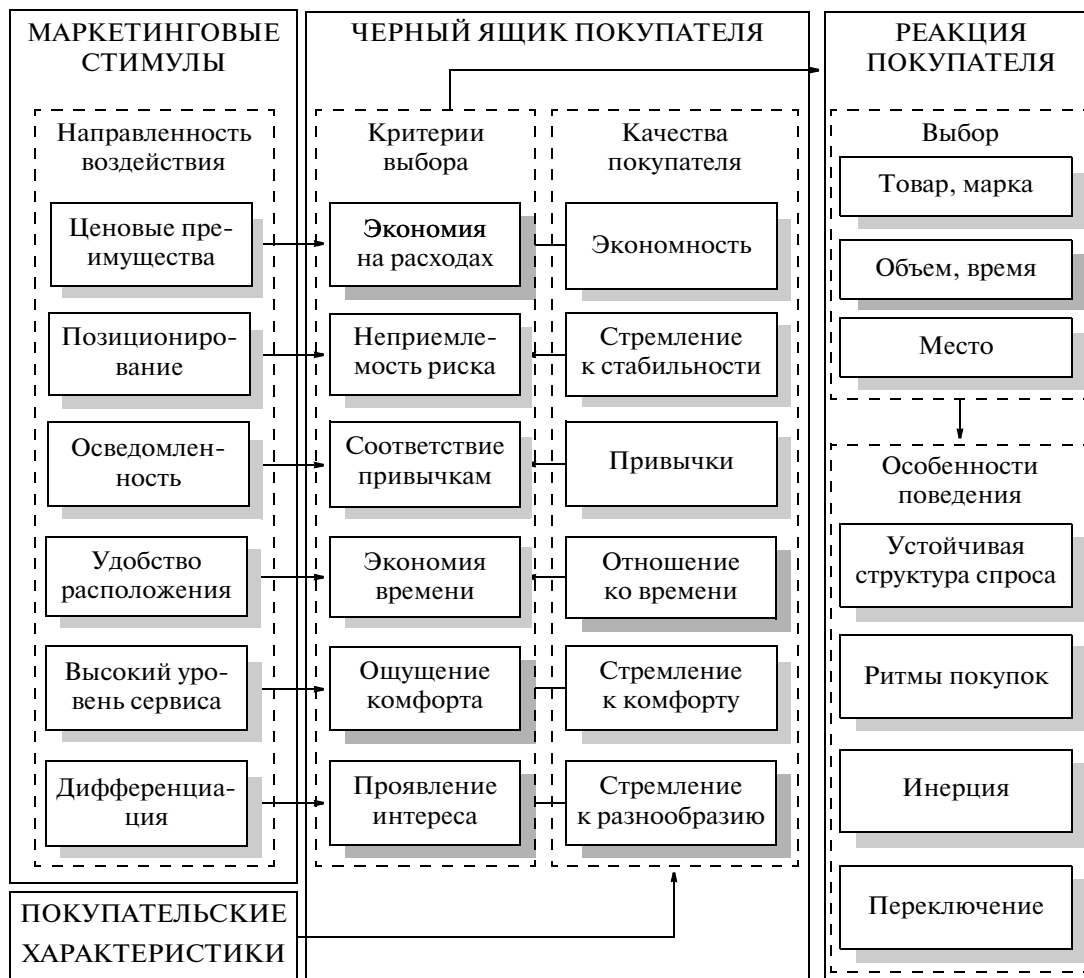 МАРКЕТИНГОВЫЕ
СТИМУЛЫ
Направленность
воздействия
Ценовые пре-
имущества
Позициониро-
вание
Осведомлен-
ность
Удобство
расположения
Высокий уро-
вень сервиса
Дифференциа-
ция
ПОКУПАТЕЛЬСКИЕ
ХАРАКТЕРИСТИКИ
ЧЕРНЫЙ ЯЩИК ПОКУПАТЕЛЯ
Критерии
выбора
Экономия
на расходах
Неприемле-
мость риска
Соответствие
привычкам
Экономия
времени
Ощущение
комфорта
Проявление
интереса
Качества
покупателя
Экономность
Стремление
к стабильности
Привычки
Отношение
ко времени
Стремление
к комфорту
Стремление
к разнообразию
РЕАКЦИЯ
ПОКУПАТЕЛЯ
Выбор
Товар, марка
Объем, время
Место
Особенности
поведения
Устойчивая
структура спроса
Ритмы покупок
Инерция
Переключение